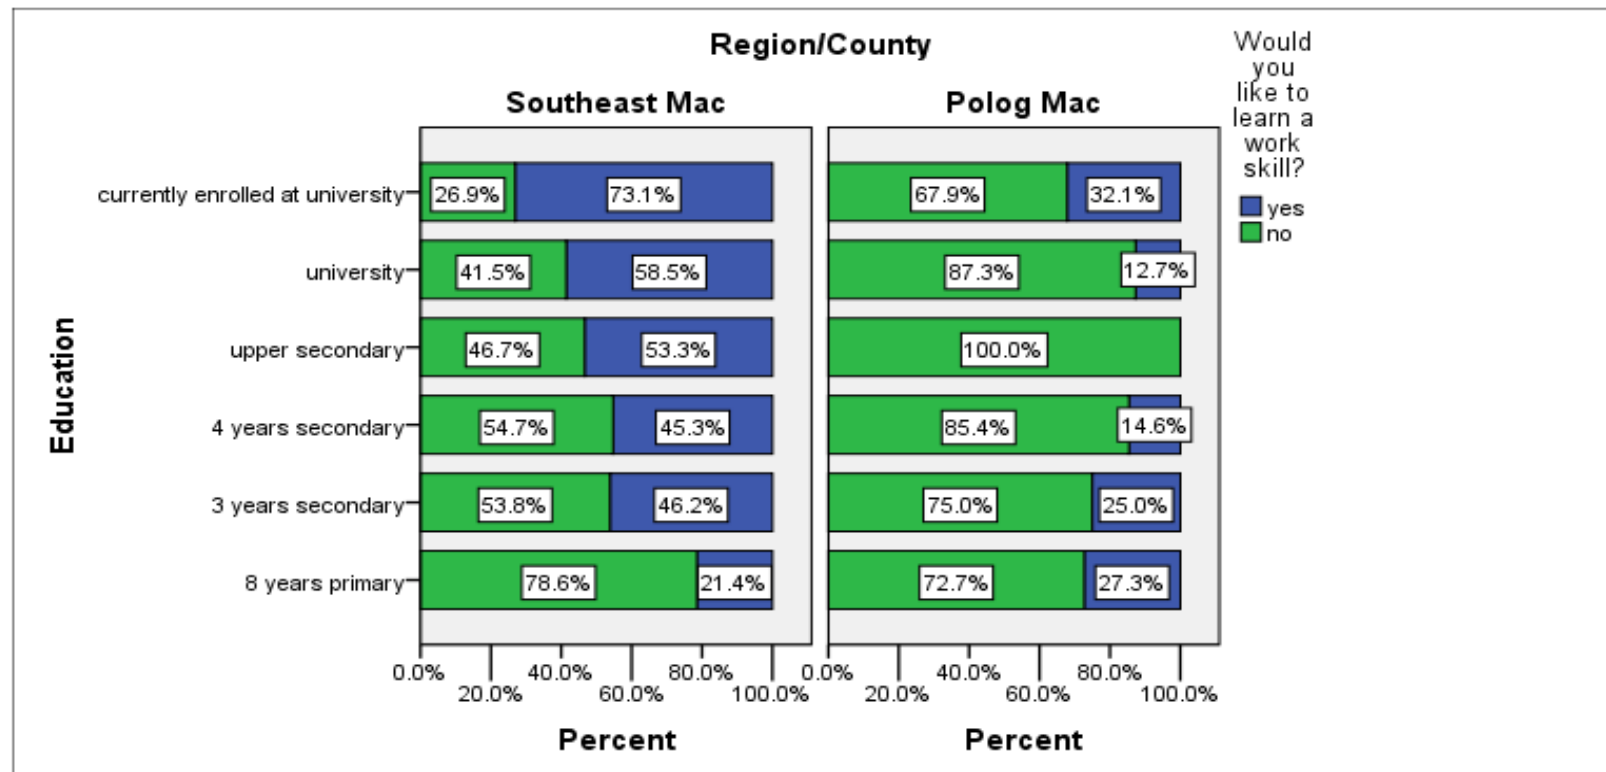 Region/County
Southeast Mac
Polog Mac
Would
you
like to
learn a
work
skill?
yes
no
Education
currently enrolled at university
26.9%
73.1%
67.9%
32.1%
university
41.5%
58.5%
87.3%
12.7%
upper secondary
46.7%
53.3%
100.0%
4 years secondary
54.7%
45.3%
85.4%
14.6%
3 years secondary
53.8%
46.2%
75.0%
25.0%
8 years primary
78.6%
21.4%
72.7%
27.3%
0.0%
20.0%
40.0%
60.0%
80.0%
100.0%
0.0%
20.0%
40.0%
60.0%
80.0%
100.0%
Percent
Percent